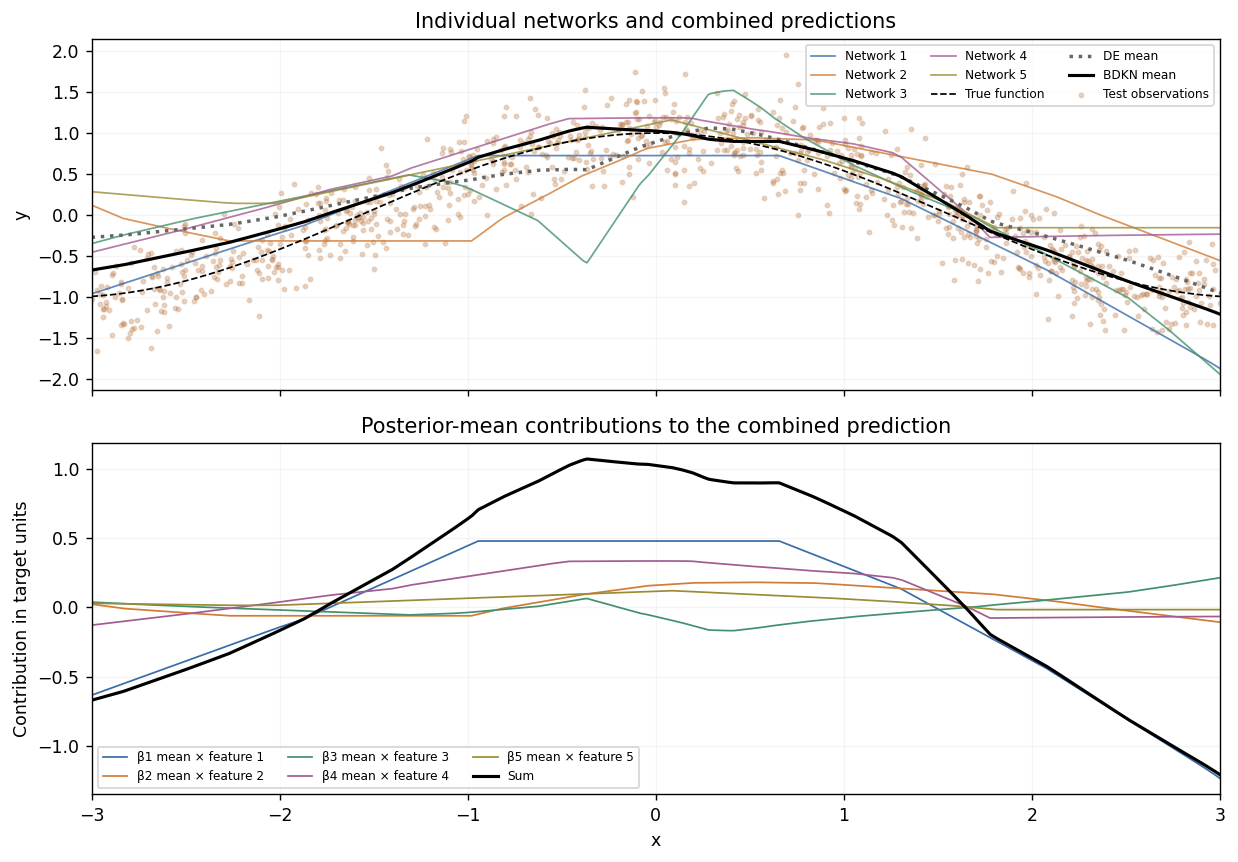 Individual networks and combined predictions
Network 1
Network 2
Network 3
Network 4
Network 5
True function
DE mean
BDKN mean
Test observations
y
2.0
1.5
1.0
0.5
0.0
−0.5
−1.0
−1.5
−2.0
Posterior-mean contributions to the combined prediction
Contribution in target units
1.0
0.5
0.0
−0.5
−1.0
β1 mean × feature 1
β2 mean × feature 2
β3 mean × feature 3
β4 mean × feature 4
β5 mean × feature 5
Sum
−3
−2
−1
0
1
2
3
x